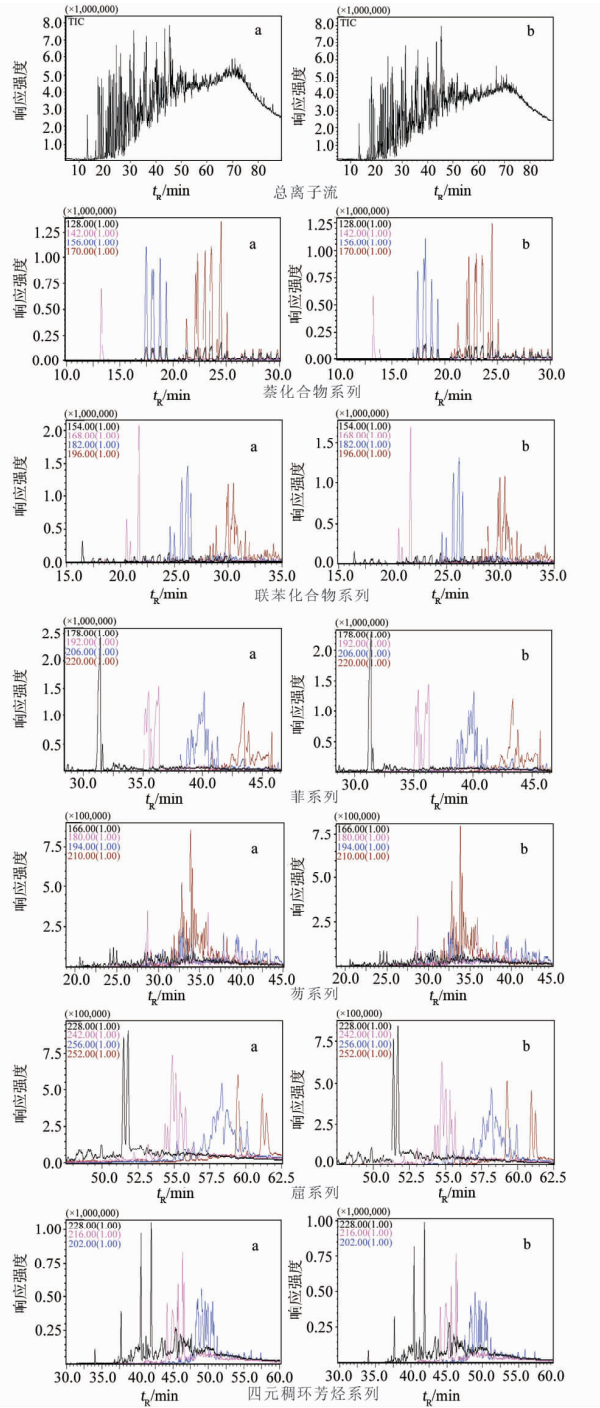 (×1,000,000)
TIC
a
8.0
7.0
6.0
5.0
4.0
3.0
2.0
1.0
响应强度
10 20 30 40 50 60 70 80
tR/min
(×1,000,000)
TIC
b
8.0
7.0
6.0
5.0
4.0
3.0
2.0
1.0
响应强度
10 20 30 40 50 60 70 80
tR/min
总离子流
(×1,000,000)
128.00(1.00)
142.00(1.00)
156.00(1.00)
170.00(1.00)
a
1.25
1.00
0.75
0.50
0.25
0.00
响应强度
10.0 15.0 20.0 25.0 30.0
tR/min
(×1,000,000)
128.00(1.00)
142.00(1.00)
156.00(1.00)
170.00(1.00)
b
1.25
1.00
0.75
0.50
0.25
0.00
响应强度
10.0 15.0 20.0 25.0 30.0
tR/min
萘化合物系列
(×1,000,000)
154.00(1.00)
168.00(1.00)
182.00(1.00)
196.00(1.00)
a
2.0
1.5
1.0
0.5
0.0
响应强度
15.0 20.0 25.0 30.0 35.0
tR/min
(×1,000,000)
154.00(1.00)
168.00(1.00)
182.00(1.00)
196.00(1.00)
b
1.5
1.0
0.5
0.0
响应强度
15.0 20.0 25.0 30.0 35.0
tR/min
联苯化合物系列
(×1,000,000)
178.00(1.00)
192.00(1.00)
206.00(1.00)
220.00(1.00)
a
2.5
2.0
1.5
1.0
0.5
响应强度
30.0 35.0 40.0 45.0
tR/min
(×1,000,000)
178.00(1.00)
192.00(1.00)
206.00(1.00)
220.00(1.00)
b
2.0
1.5
1.0
0.5
响应强度
30.0 35.0 40.0 45.0
tR/min
菲系列
(×100,000)
166.00(1.00)
180.00(1.00)
194.00(1.00)
210.00(1.00)
a
7.5
5.0
2.5
响应强度
20.0 25.0 30.0 35.0 40.0 45.0
tR/min
(×100,000)
166.00(1.00)
180.00(1.00)
194.00(1.00)
210.00(1.00)
b
7.5
5.0
2.5
响应强度
20.0 25.0 30.0 35.0 40.0 45.0
tR/min
芴系列
(×100,000)
228.00(1.00)
242.00(1.00)
256.00(1.00)
252.00(1.00)
a
7.5
5.0
2.5
0.0
响应强度
50.0 52.5 55.0 57.5 60.0 62.5
tR/min
(×100,000)
228.00(1.00)
242.00(1.00)
256.00(1.00)
252.00(1.00)
b
7.5
5.0
2.5
0.0
响应强度
50.0 52.5 55.0 57.5 60.0 62.5
tR/min
䓛系列
(×1,000,000)
228.00(1.00)
216.00(1.00)
202.00(1.00)
a
1.00
0.75
0.50
0.25
响应强度
30.0 35.0 40.0 45.0 50.0 55.0 60.0
tR/min
(×1,000,000)
228.00(1.00)
216.00(1.00)
202.00(1.00)
b
1.00
0.75
0.50
0.25
响应强度
30.0 35.0 40.0 45.0 50.0 55.0 60.0
tR/min
四元稠环芳烃系列